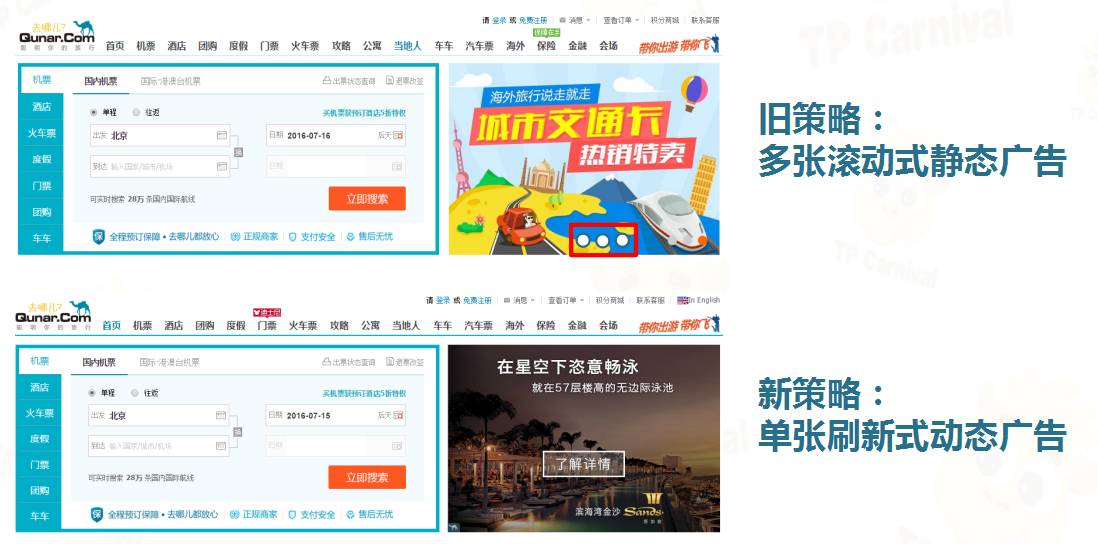 请 登录 或 免费注册 消息 查看订单 积分商城 联系客服
去哪儿?
Qunar.Com
聪明你的旅行
首页 机票 酒店 团购 度假 门票 火车票 攻略 公寓 当地人 车车 汽车票 海外 保险 金融 会场
带你出游 带你飞
机票
酒店
火车票
度假
门票
团购
车车
国内机票 国际·港澳台机票 出票状态查询 退票改签
单程 往返 买机票获预订酒店5折特权
出发 北京 日期 2016-07-16 后天
到达 输入国家/城市/机场 日期
换
可实时搜索 28万 条国内国际航线 立即搜索
全程预订保障·去哪儿都放心 正规商家 支付安全 售后无忧
海外旅行说走就走
城市交通卡
热销特卖
旧策略：
多张滚动式静态广告
请 登录 或 免费注册 消息 查看订单 积分商城 联系客服 In English
去哪儿?
Qunar.Com
聪明你的旅行
迪士尼
首页 机票 酒店 团购 度假 门票 火车票 攻略 公寓 当地人 车车 汽车票 海外 保险 金融 会场
带你出游 带你飞
机票
酒店
火车票
度假
门票
团购
车车
国内机票 国际·港澳台机票 出票状态查询 退票改签
单程 往返 买机票获预订酒店5折特权
出发 北京 日期 2016-07-15 后天
到达 输入国家/城市/机场 日期
换
可实时搜索 28万 条国内国际航线 立即搜索
全程预订保障·去哪儿都放心 正规商家 支付安全 售后无忧
在星空下恣意畅泳
就在57层楼高的无边际泳池
了解详情
滨海湾金沙 Sands
新加坡
新策略：
单张刷新式动态广告
TP Carnival
TP Carnival